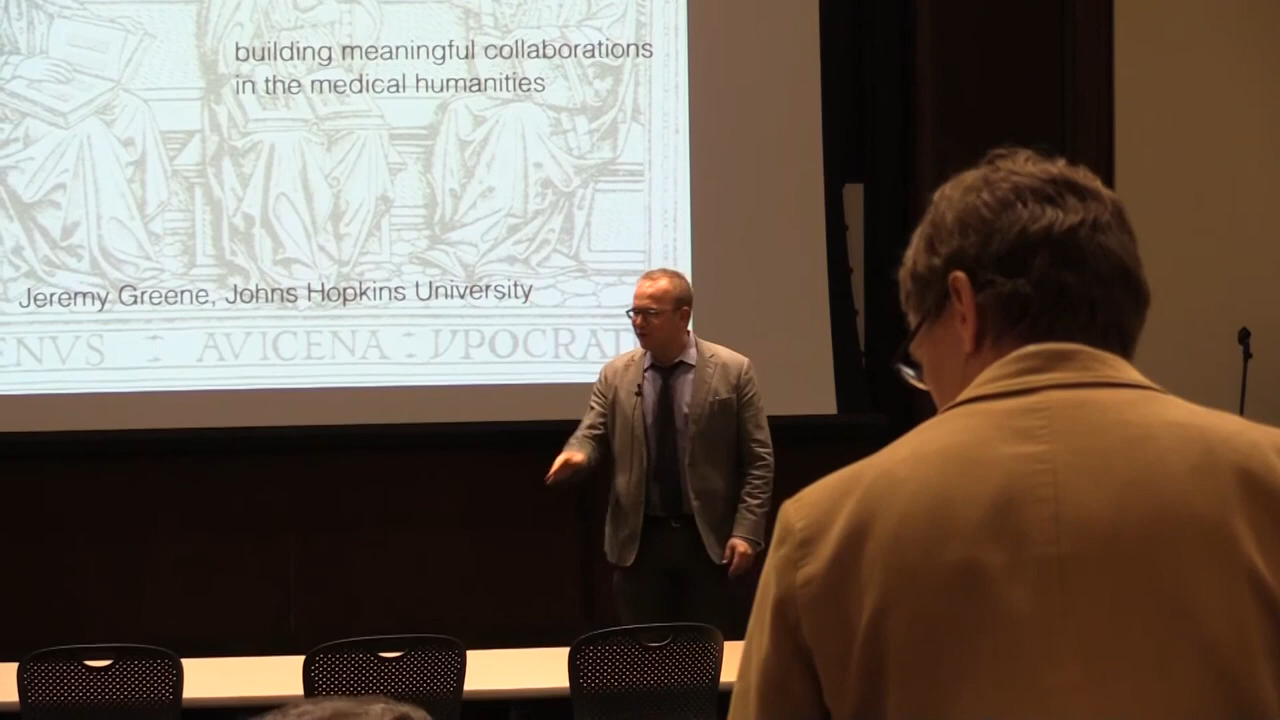 building meaningful collaborations
in the medical humanities
Jeremy Greene, Johns Hopkins University
ENVS : AVICENA : YPOCRAT